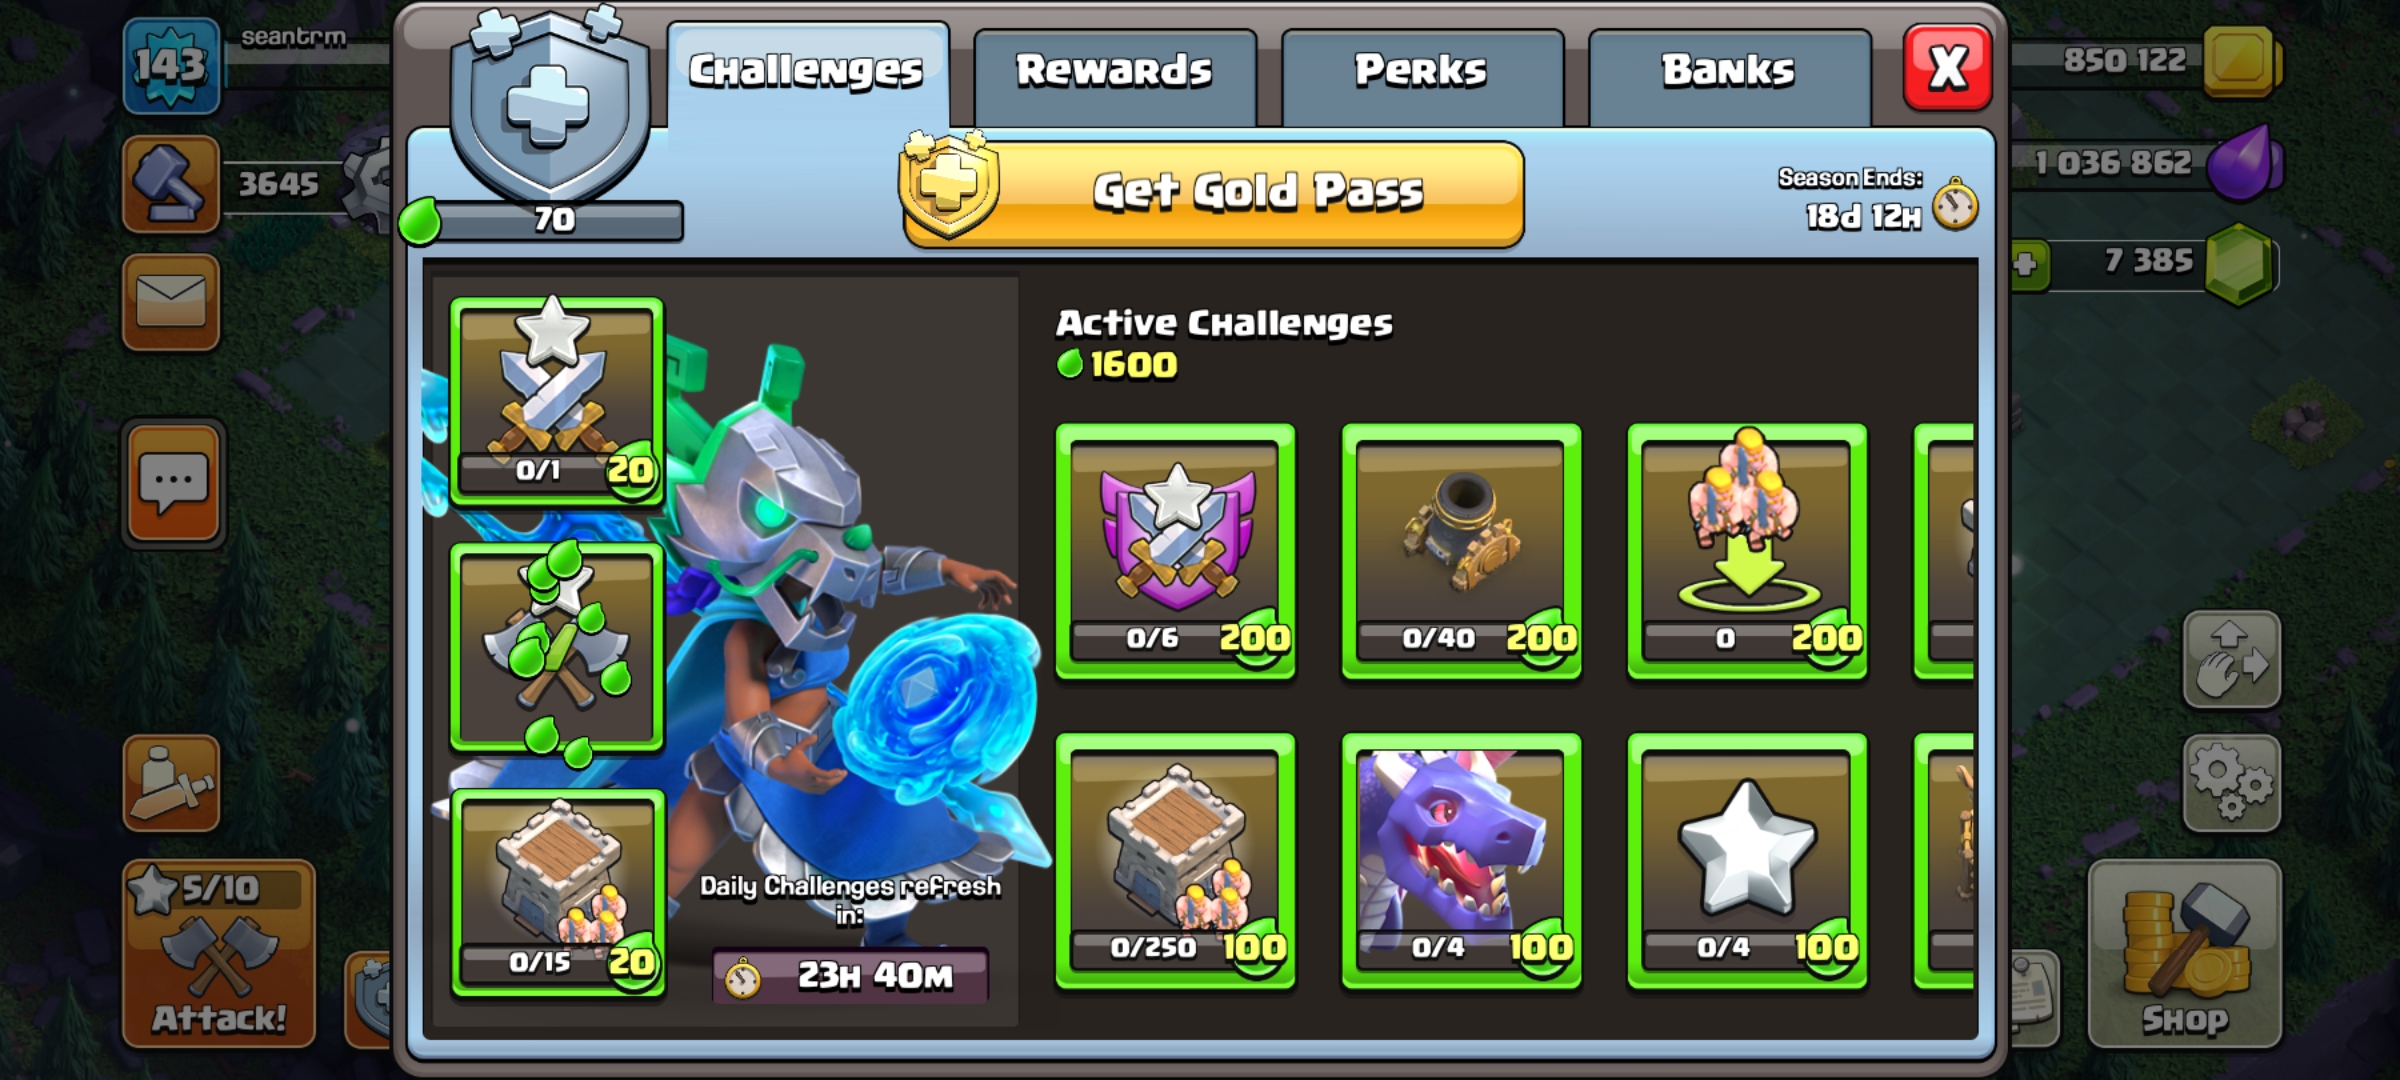 143
seantrm
Challenges
Rewards
Perks
Banks
X
850 122
3645
Get Gold Pass
Season Ends:
18d 12H
1 036 862
70
7 385
Active Challenges
1600
0/1
20
0/6
200
0/40
200
0
200
0/15
20
0/250
100
0/4
100
0/4
100
Daily Challenges refresh
in:
23H 40M
5/10
Attack!
Shop